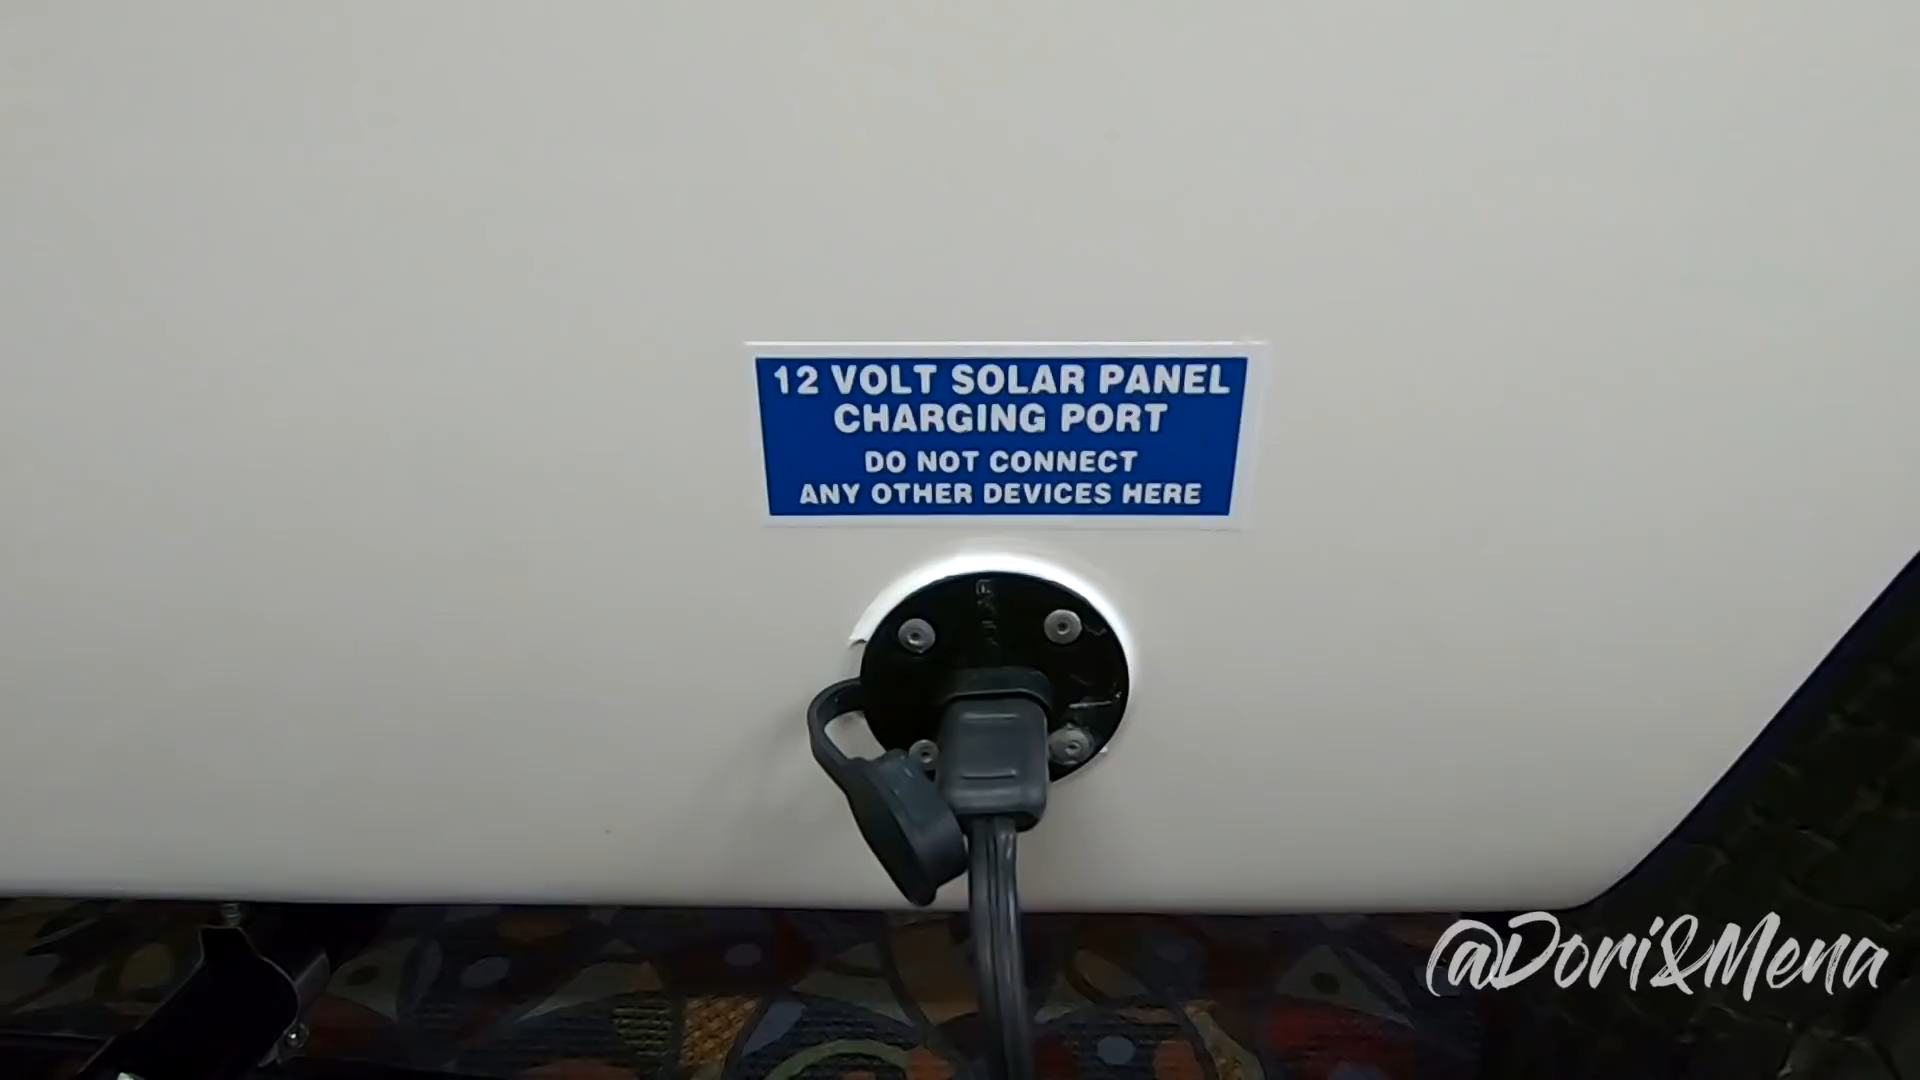 12 VOLT SOLAR PANEL
CHARGING PORT
DO NOT CONNECT
ANY OTHER DEVICES HERE
@Dori&Mena